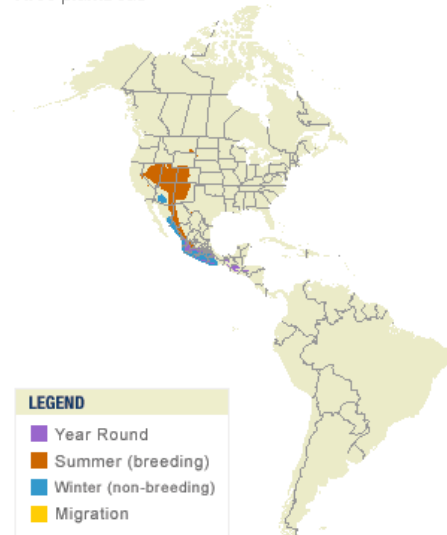 LEGEND
Year Round
Summer (breeding)
Winter (non-breeding)
Migration